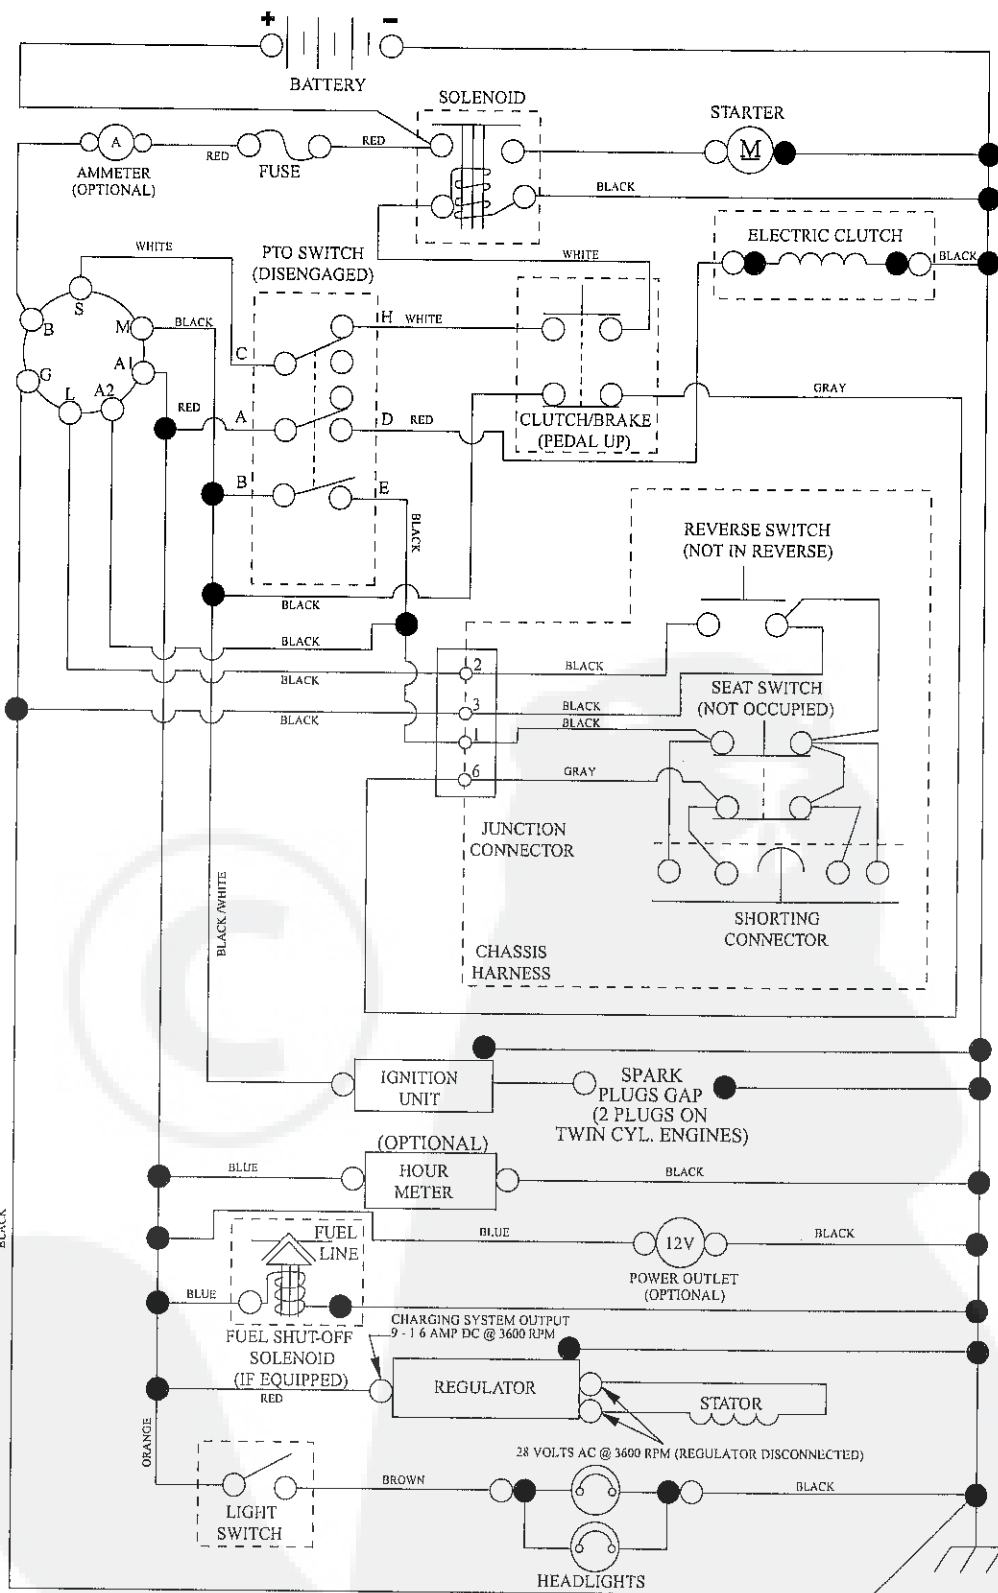 + -
BATTERY
SOLENOID
STARTER
A
RED
FUSE
RED
M
AMMETER
(OPTIONAL)
BLACK
WHITE
PTO SWITCH
(DISENGAGED)
WHITE
ELECTRIC CLUTCH
BLACK
S
B
M
BLACK
H
WHITE
G
A1
C
L
A2
RED
A
D
RED
CLUTCH/BRAKE
(PEDAL UP)
GRAY
B
E
BLACK
REVERSE SWITCH
(NOT IN REVERSE)
BLACK
BLACK
2
BLACK
BLACK
SEAT SWITCH
(NOT OCCUPIED)
3
BLACK
BLACK
BLACK
1
6
GRAY
JUNCTION
CONNECTOR
BLACK/WHITE
SHORTING
CONNECTOR
CHASSIS
HARNESS
IGNITION
UNIT
SPARK
PLUGS GAP
(2 PLUGS ON
TWIN CYL. ENGINES)
(OPTIONAL)
HOUR
METER
BLUE
BLACK
BLACK
FUEL
LINE
BLUE
12V
BLACK
POWER OUTLET
(OPTIONAL)
BLUE
FUEL SHUT-OFF
SOLENOID
(IF EQUIPPED)
CHARGING SYSTEM OUTPUT
9 - 1 6 AMP DC @ 3600 RPM
RED
REGULATOR
STATOR
ORANGE
28 VOLTS AC @ 3600 RPM (REGULATOR DISCONNECTED)
BROWN
BLACK
LIGHT
SWITCH
HEADLIGHTS
©